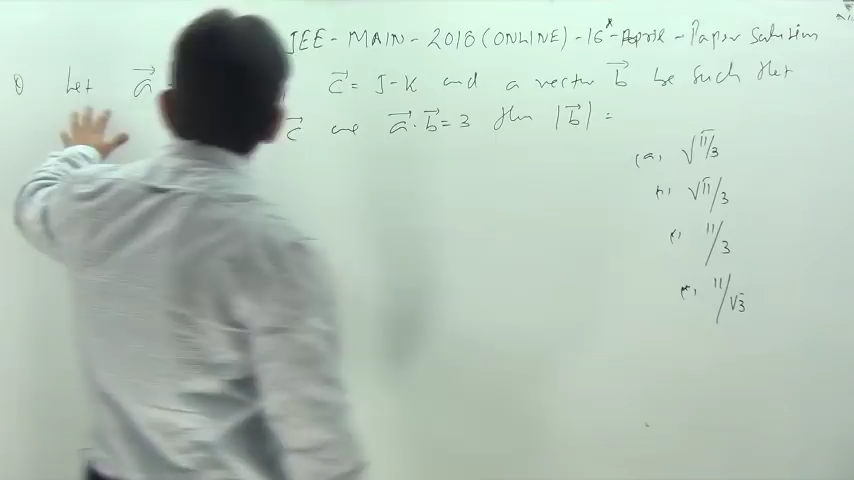 JEE - MAIN - 2018 (ONLINE) - 16 - April - Paper Solution
Let a⃗ c⃗ = J - K and a vector b⃗ be such that
c⃗ and a⃗ . b⃗ = 3 then |b⃗| =
(a, √11/3
√11/3
11/3
11/√3